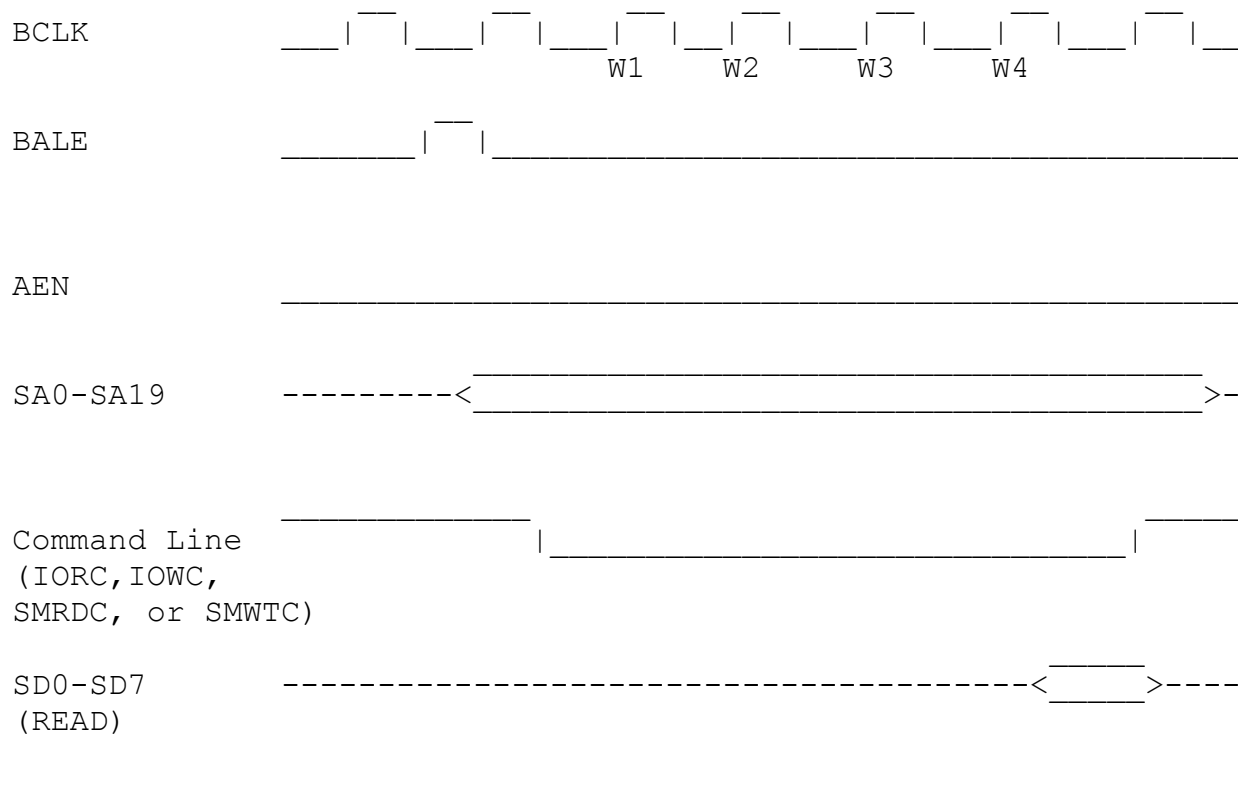 BCLK
W1 W2 W3 W4
BALE
AEN
SA0-SA19
Command Line
(IORC,IOWC,
SMRDC, or SMWTC)
SD0-SD7
(READ)